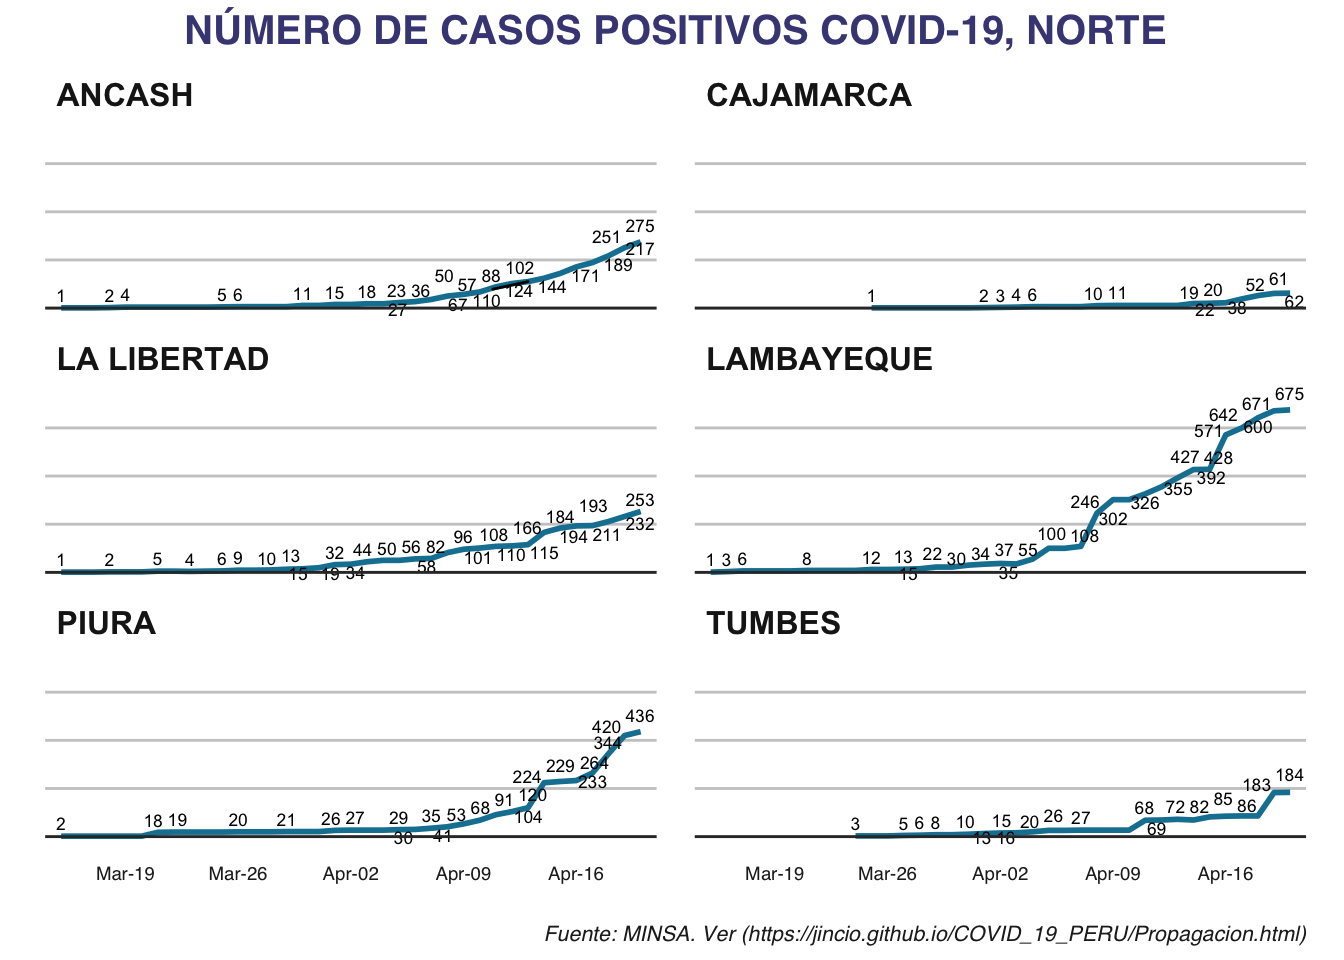 NÚMERO DE CASOS POSITIVOS COVID-19, NORTE
ANCASH
1 2 4 5 6 11 15 18 23 27 36 50 67 57 110 88 102 124 144 171 251 189 275 217
CAJAMARCA
1 2 3 4 6 10 11 19 22 20 38 52 61 62
LA LIBERTAD
1 2 5 4 6 9 10 13 15 19 32 34 44 50 56 58 82 96 101 108 110 166 115 184 194 193 211 253 232
LAMBAYEQUE
1 3 6 8 12 13 15 22 30 34 37 35 55 100 108 246 302 326 355 427 392 428 571 642 600 671 675
PIURA
2 18 19 20 21 26 27 29 30 35 41 53 68 91 104 224 120 229 233 264 344 420 436
TUMBES
3 5 6 8 10 13 15 16 20 26 27 68 69 72 82 85 86 183 184
Mar-19 Mar-26 Apr-02 Apr-09 Apr-16
Mar-19 Mar-26 Apr-02 Apr-09 Apr-16
Fuente: MINSA. Ver (https://jincio.github.io/COVID_19_PERU/Propagacion.html)